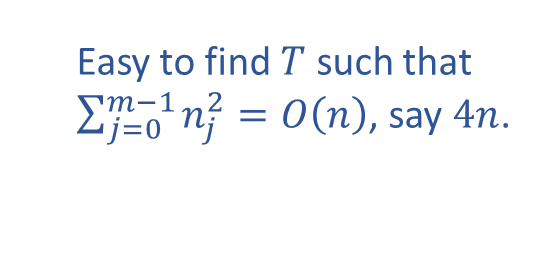 Easy to find T such that
∑_{j=0}^{m−1} n_j^2 = O(n), say 4n.